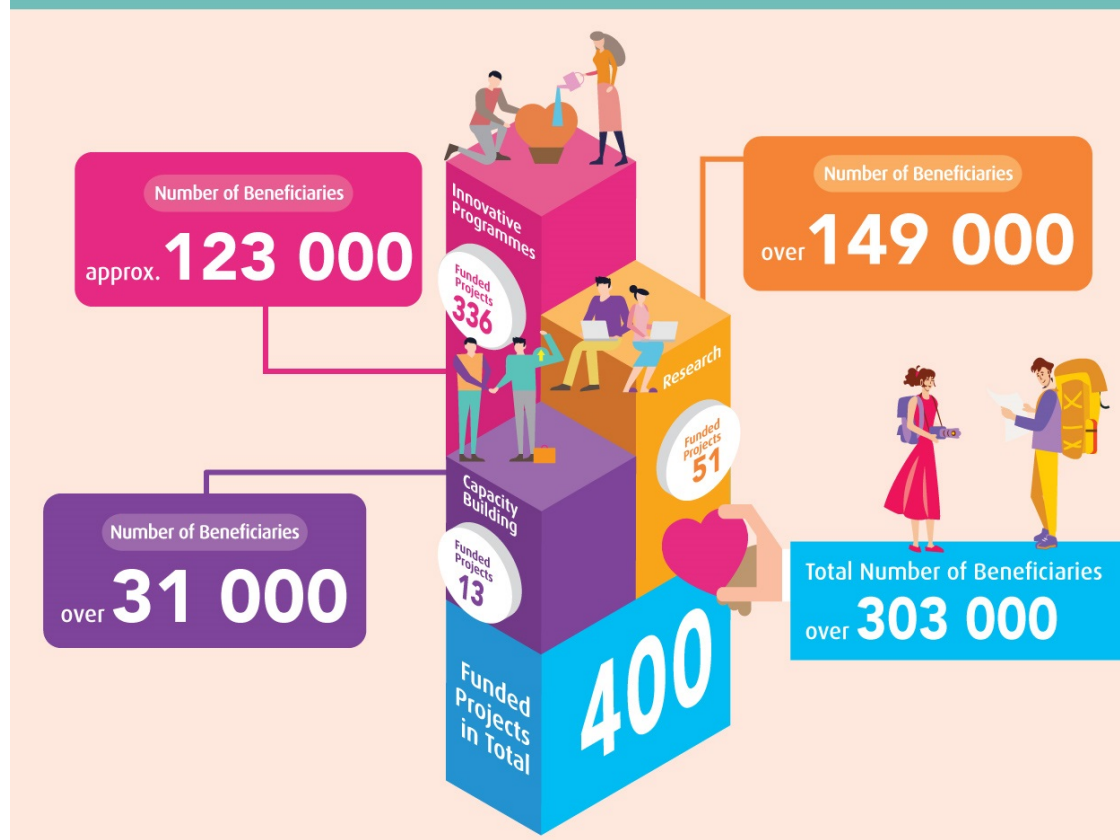 Number of Beneficiaries
approx. 123 000
Innovative
Programmes
Funded
Projects
336
Number of Beneficiaries
over 149 000
Research
Funded
Projects
51
Number of Beneficiaries
over 31 000
Capacity
Building
Funded
Projects
13
Total Number of Beneficiaries
over 303 000
Funded
Projects
in Total
400